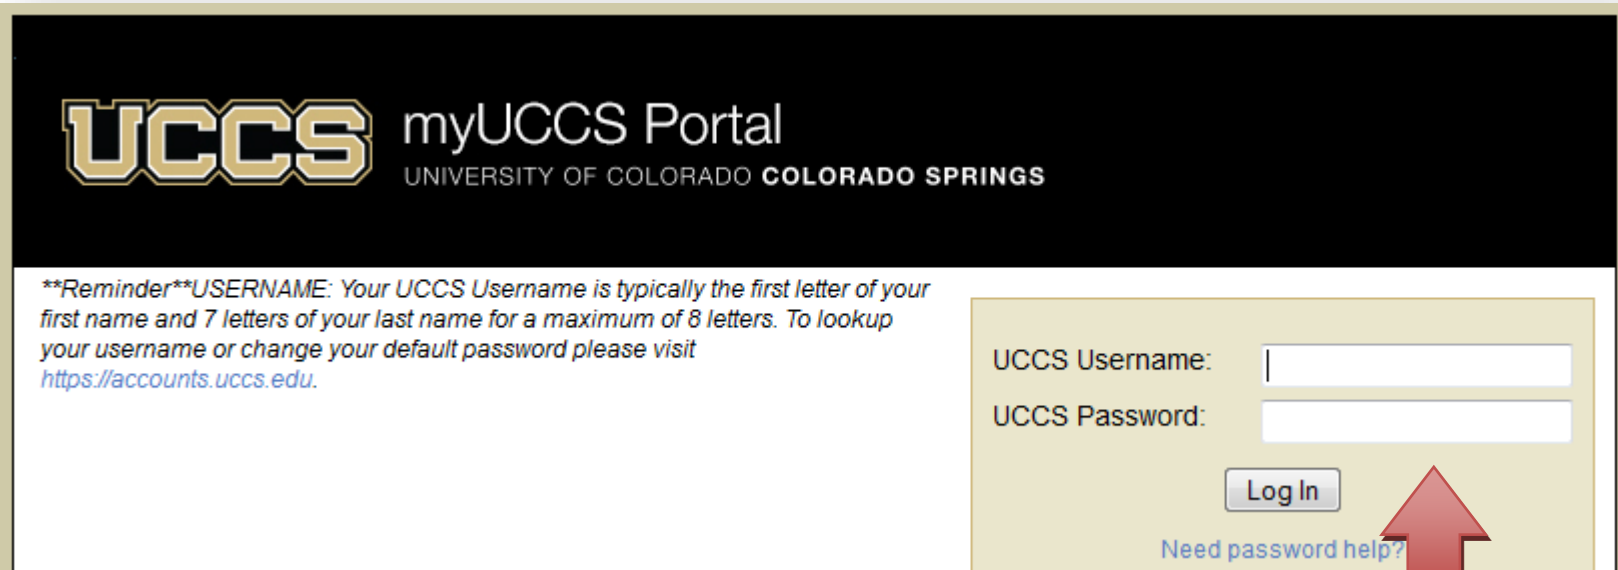 UCCS
myUCCS Portal
UNIVERSITY OF COLORADO COLORADO SPRINGS
**Reminder**USERNAME: Your UCCS Username is typically the first letter of your
first name and 7 letters of your last name for a maximum of 8 letters. To lookup
your username or change your default password please visit
https://accounts.uccs.edu.
UCCS Username:
UCCS Password:
Log In
Need password help?